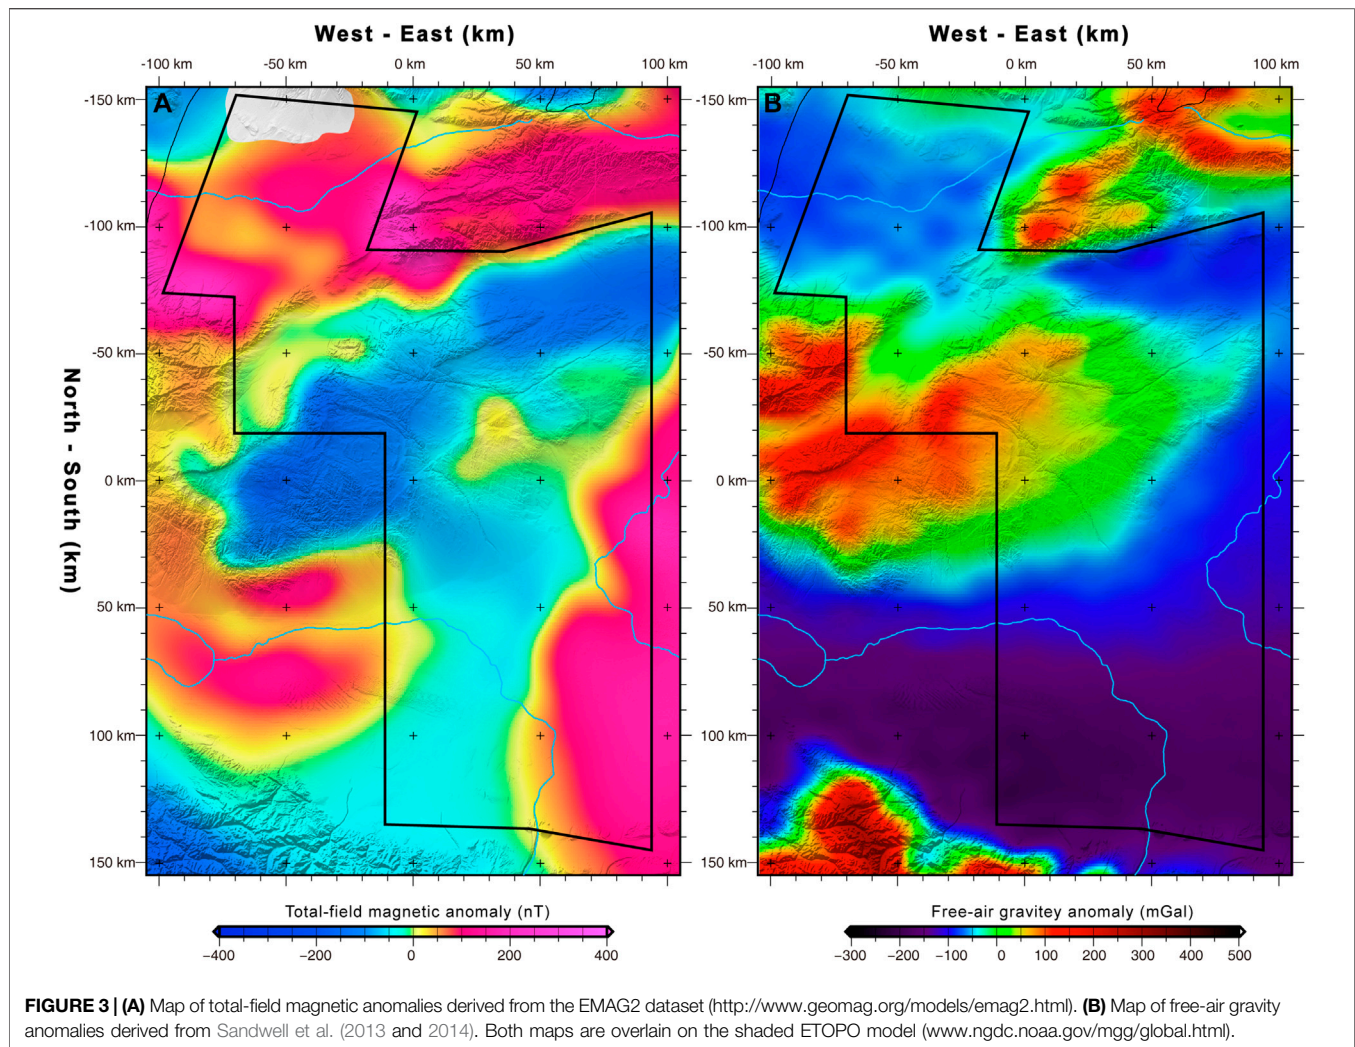 West - East (km)
West - East (km)
-100 km -50 km 0 km 50 km 100 km
-100 km -50 km 0 km 50 km 100 km
A
B
-150 km
-100 km
-50 km
0 km
50 km
100 km
150 km
-150 km
-100 km
-50 km
0 km
50 km
100 km
150 km
North - South (km)
Total-field magnetic anomaly (nT)
−400 −200 0 200 400
Free-air gravitey anomaly (mGal)
−300 −200 −100 0 100 200 300 400 500
FIGURE 3 | (A) Map of total-field magnetic anomalies derived from the EMAG2 dataset (http://www.geomag.org/models/emag2.html). (B) Map of free-air gravity
anomalies derived from Sandwell et al. (2013 and 2014). Both maps are overlain on the shaded ETOPO model (www.ngdc.noaa.gov/mgg/global.html).